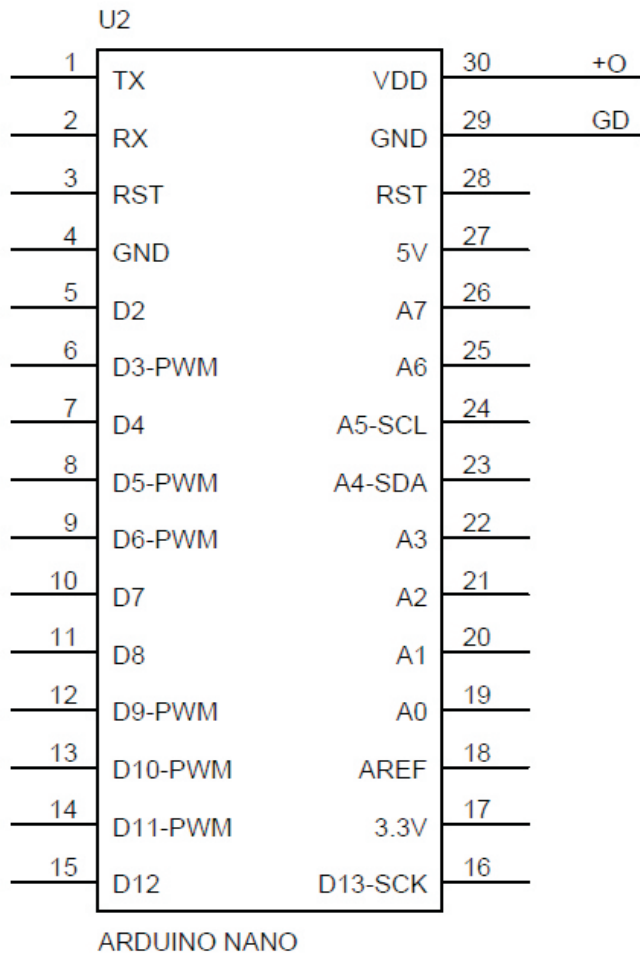 U2
1 TX VDD 30 +O
2 RX GND 29 GD
3 RST RST 28
4 GND 5V 27
5 D2 A7 26
6 D3-PWM A6 25
7 D4 A5-SCL 24
8 D5-PWM A4-SDA 23
9 D6-PWM A3 22
10 D7 A2 21
11 D8 A1 20
12 D9-PWM A0 19
13 D10-PWM AREF 18
14 D11-PWM 3.3V 17
15 D12 D13-SCK 16
ARDUINO NANO